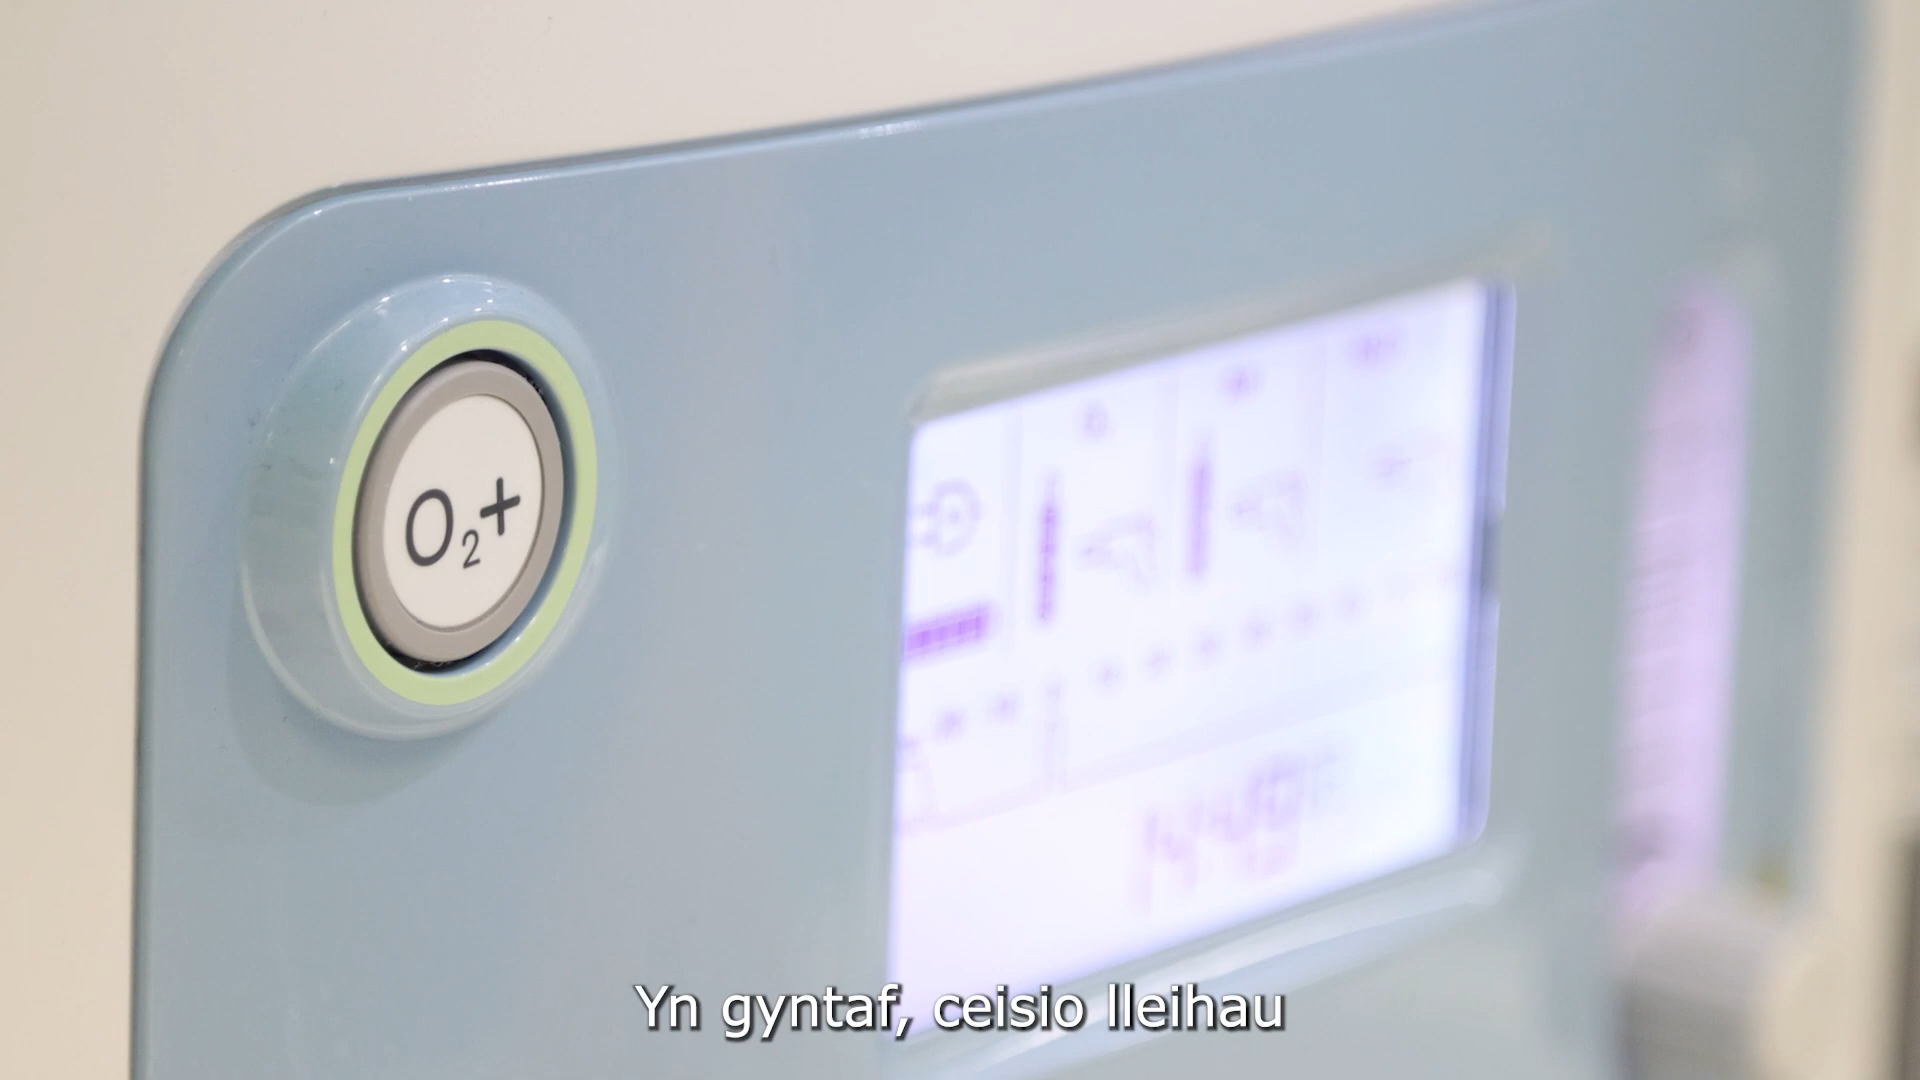 O₂+
Yn gyntaf, ceisio lleihau